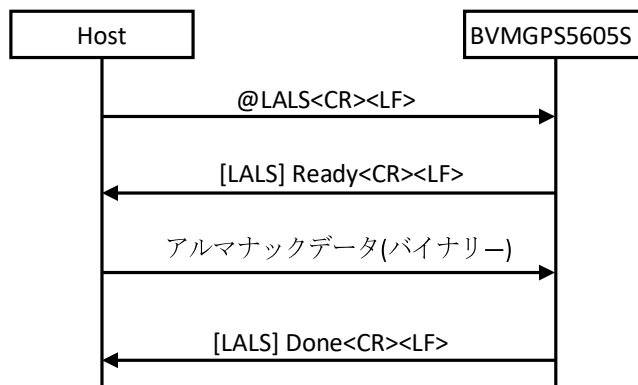 Host
BVMGPS5605S
@LALS<CR><LF>
[LALS] Ready<CR><LF>
アルマナックデータ(バイナリー)
[LALS] Done<CR><LF>